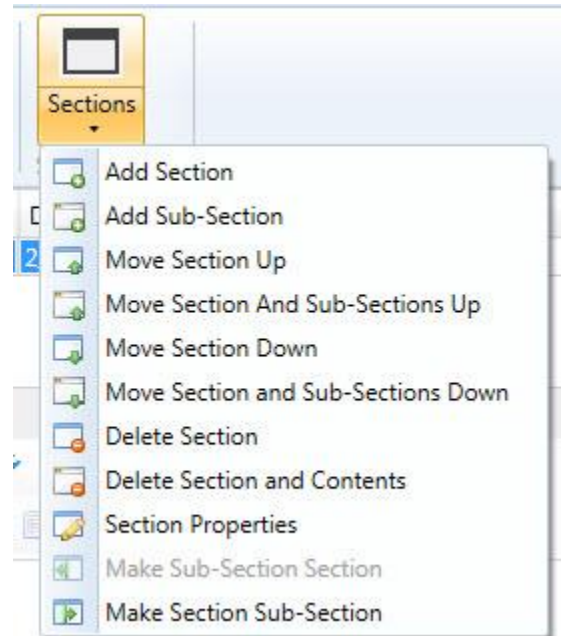 Sections
Add Section
Add Sub-Section
Move Section Up
Move Section And Sub-Sections Up
Move Section Down
Move Section and Sub-Sections Down
Delete Section
Delete Section and Contents
Section Properties
Make Sub-Section Section
Make Section Sub-Section